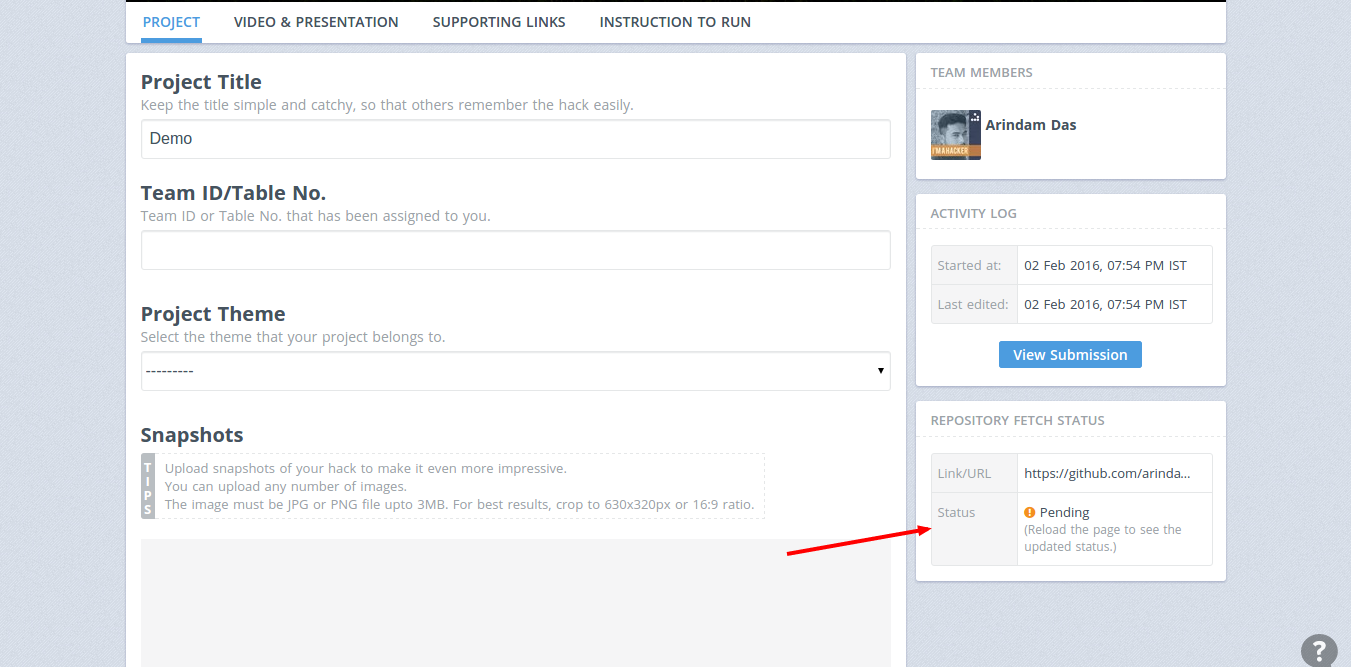 PROJECT VIDEO & PRESENTATION SUPPORTING LINKS INSTRUCTION TO RUN
Project Title
Keep the title simple and catchy, so that others remember the hack easily.
Demo
Team ID/Table No.
Team ID or Table No. that has been assigned to you.
Project Theme
Select the theme that your project belongs to.
---------
Snapshots
TIPS
Upload snapshots of your hack to make it even more impressive.
You can upload any number of images.
The image must be JPG or PNG file upto 3MB. For best results, crop to 630x320px or 16:9 ratio.
TEAM MEMBERS
I'M A HACKER
Arindam Das
ACTIVITY LOG
Started at: 02 Feb 2016, 07:54 PM IST
Last edited: 02 Feb 2016, 07:54 PM IST
View Submission
REPOSITORY FETCH STATUS
Link/URL https://github.com/arinda...
Status Pending
(Reload the page to see the
updated status.)
?